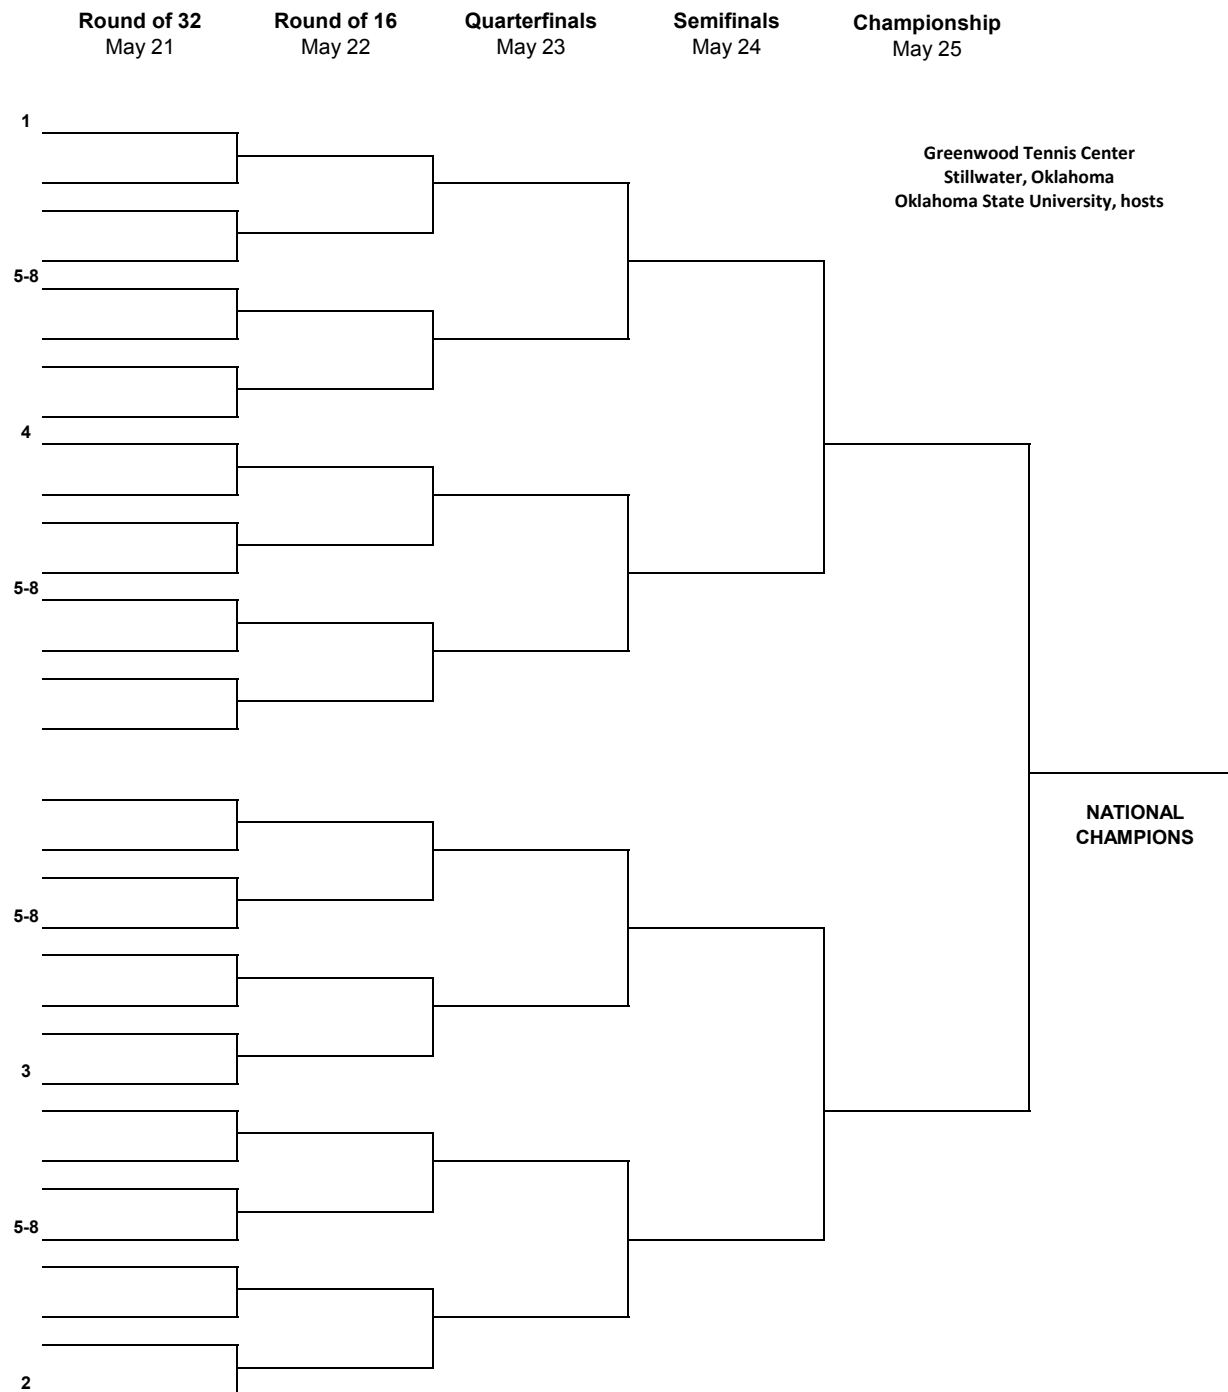 Round of 32
May 21
Round of 16
May 22
Quarterfinals
May 23
Semifinals
May 24
Championship
May 25
1
Greenwood Tennis Center
Stillwater, Oklahoma
Oklahoma State University, hosts
5-8
4
5-8
NATIONAL
CHAMPIONS
5-8
3
5-8
2